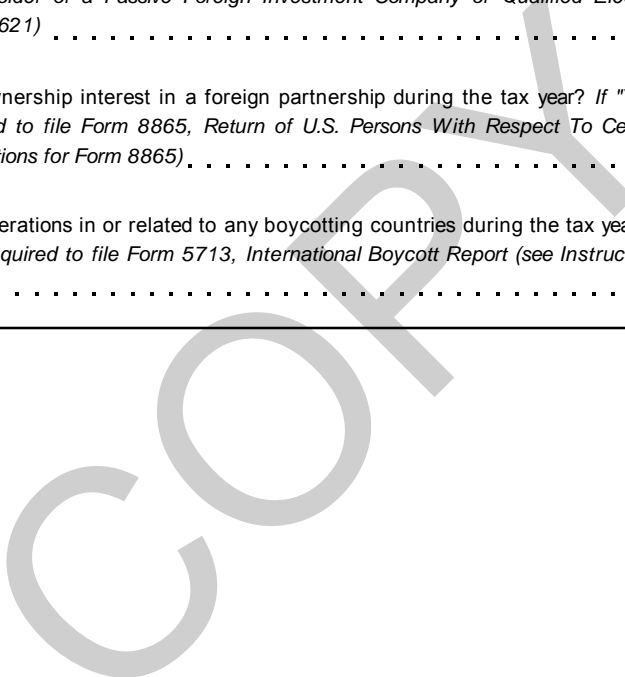 older of a Passive Foreign Investment Company or Qualified Elec
621)
nership interest in a foreign partnership during the tax year? If "
d to file Form 8865, Return of U.S. Persons With Respect To Ce
tions for Form 8865)
erations in or related to any boycotting countries during the tax yea
quired to file Form 5713, International Boycott Report (see Instruc
COPY